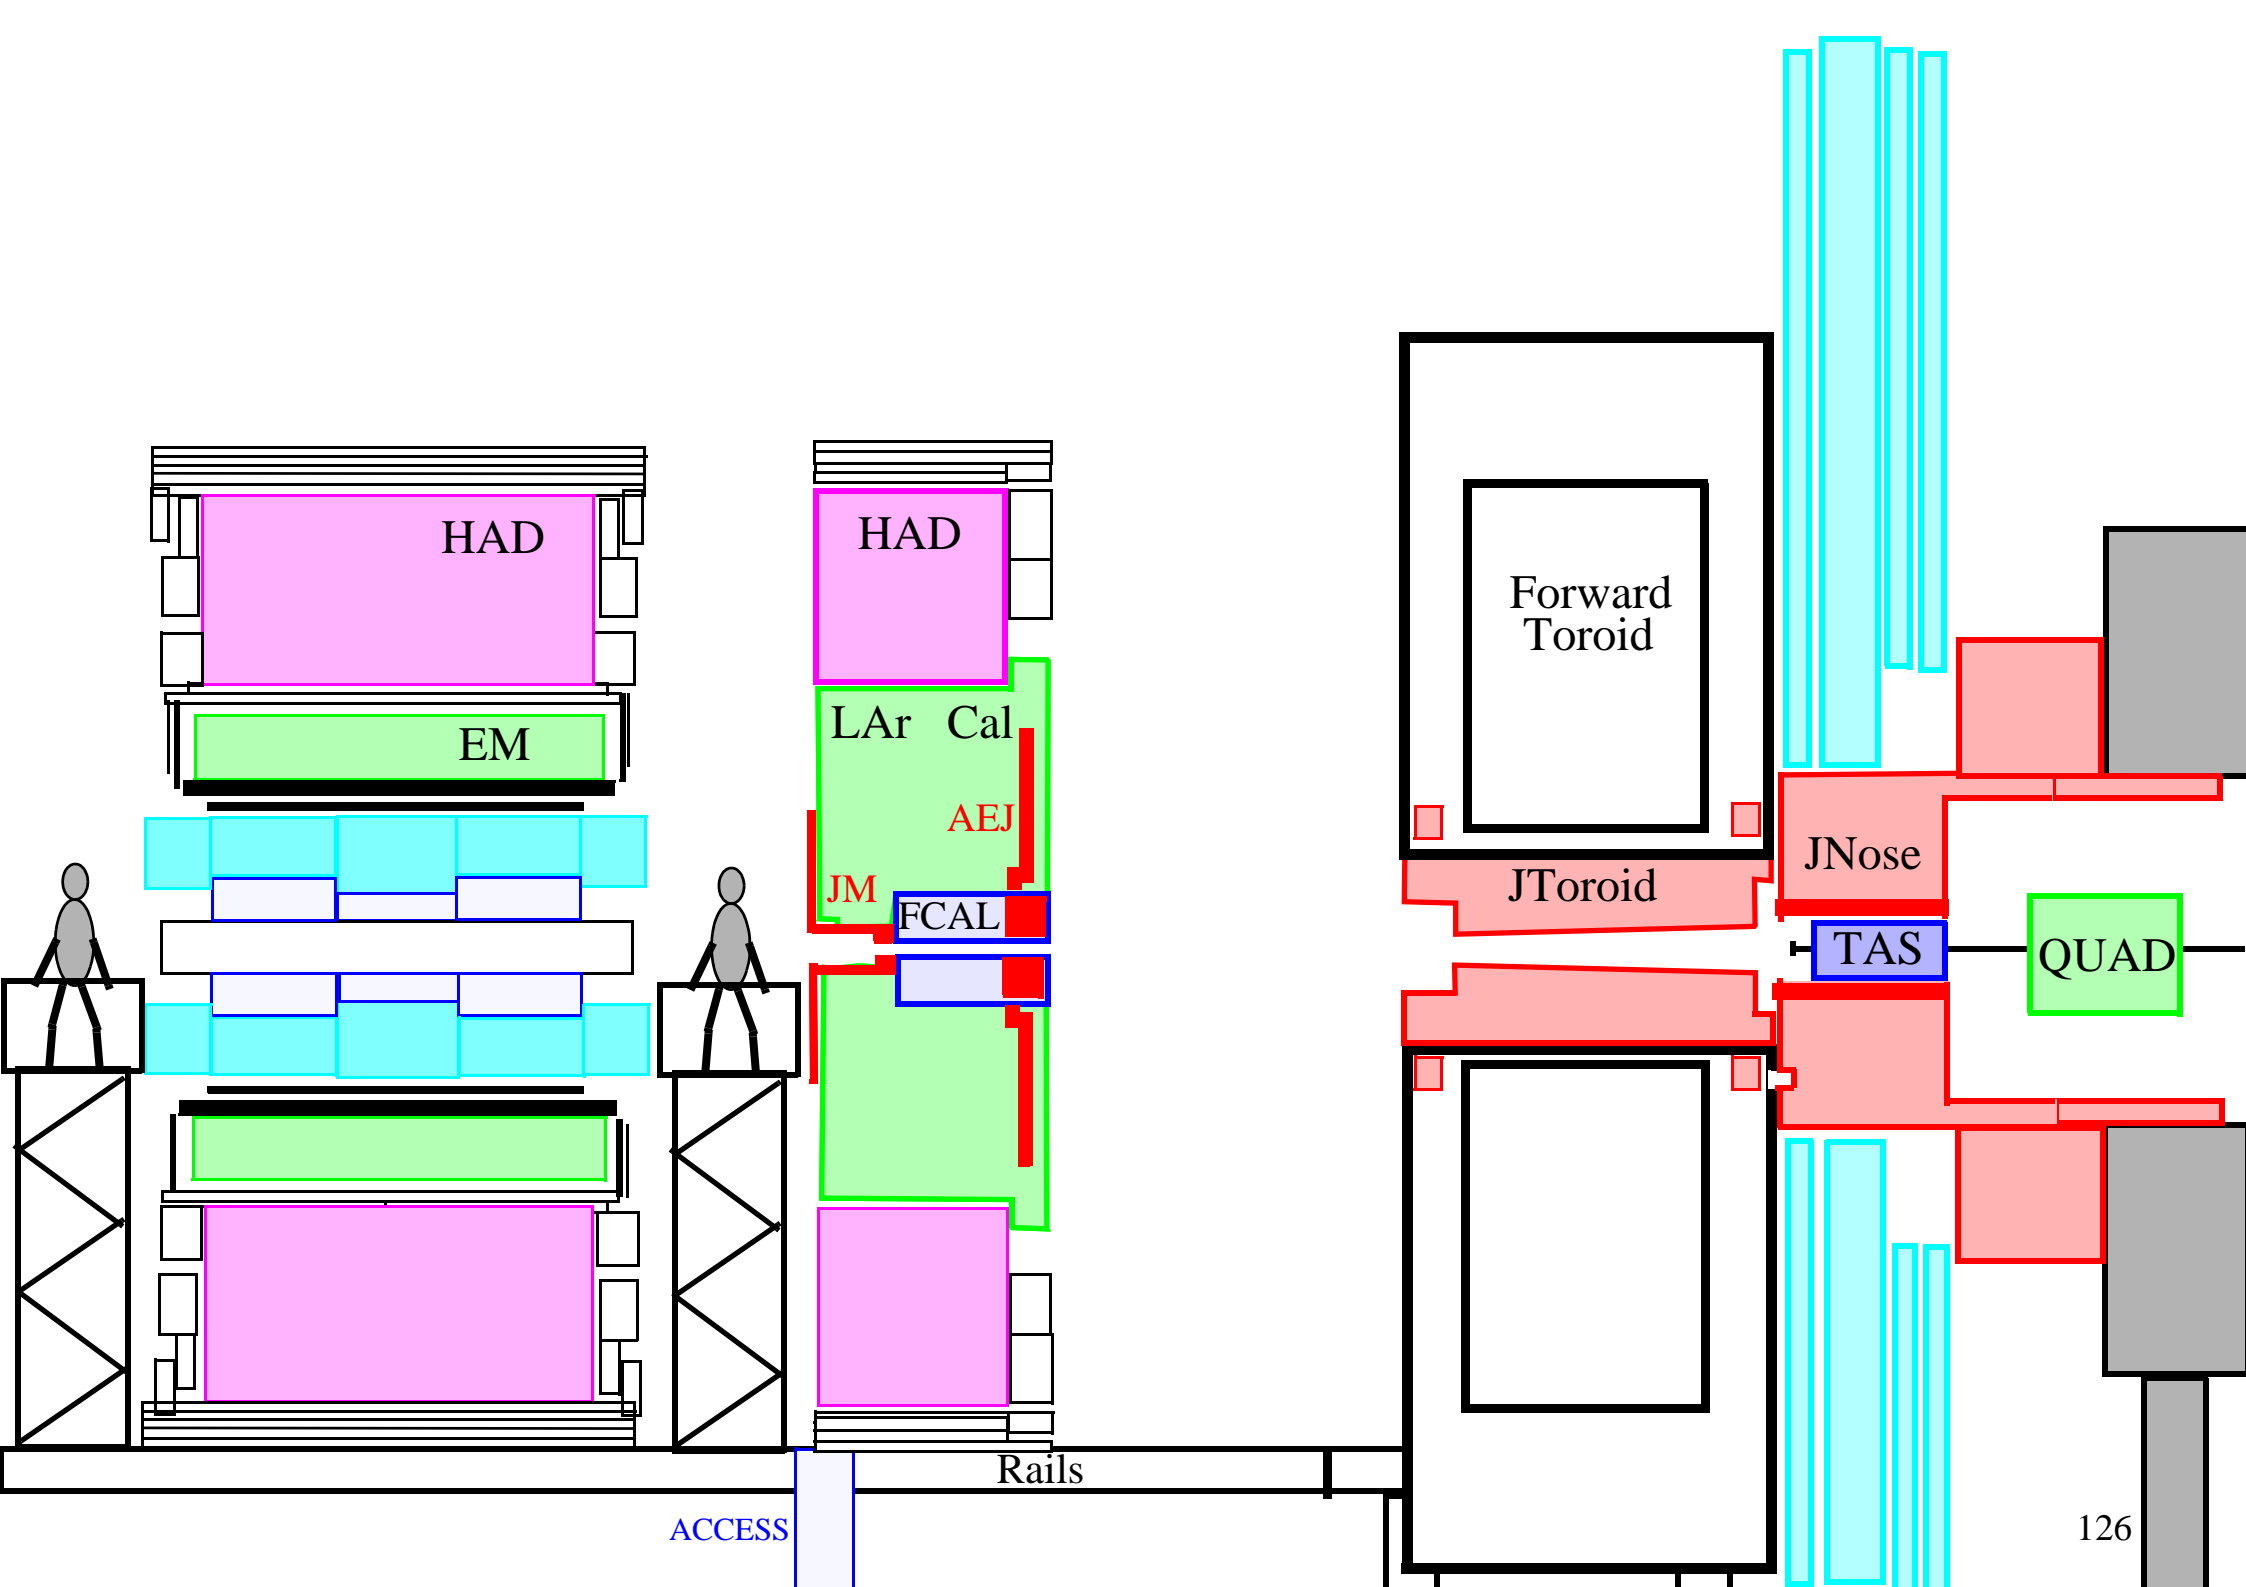 HAD
HAD
Forward
Toroid
LAr Cal
EM
AEJ
JNose
JM
JToroid
FCAL
TAS
QUAD
Rails
ACCESS
126